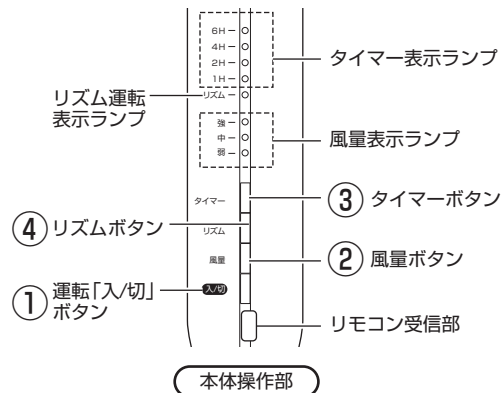 6H
4H
2H
1H
リズム
タイマー表示ランプ
リズム運転
表示ランプ
強
中
弱
風量表示ランプ
タイマー
③ タイマーボタン
④ リズムボタン
リズム
風量
② 風量ボタン
① 運転「入/切」
ボタン
入/切
リモコン受信部
本体操作部